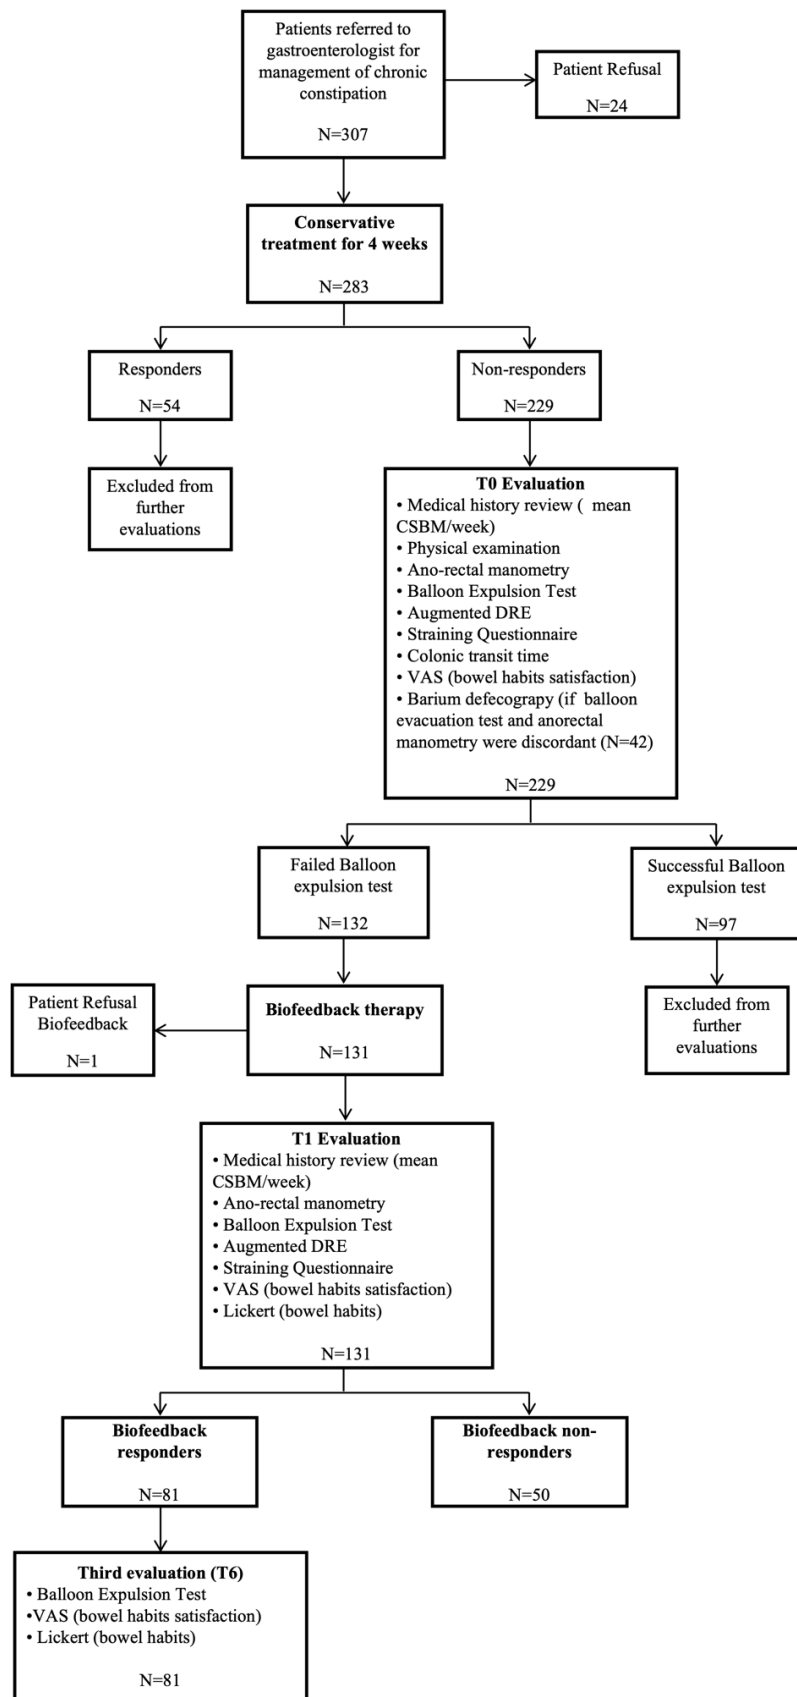 Patients referred to
gastroenterologist for
management of chronic
constipation
N=307
Patient Refusal
N=24
Conservative
treatment for 4 weeks
N=283
Responders
N=54
Non-responders
N=229
Excluded from
further
evaluations
T0 Evaluation
• Medical history review ( mean
CSBM/week)
• Physical examination
• Ano-rectal manometry
• Balloon Expulsion Test
• Augmented DRE
• Straining Questionnaire
• Colonic transit time
• VAS (bowel habits satisfaction)
• Barium defecograpy (if balloon
evacuation test and anorectal
manometry were discordant (N=42)
N=229
Failed Balloon
expulsion test
N=132
Successful Balloon
expulsion test
N=97
Patient Refusal
Biofeedback
N=1
Biofeedback therapy
N=131
Excluded from
further
evaluations
T1 Evaluation
• Medical history review (mean
CSBM/week)
• Ano-rectal manometry
• Balloon Expulsion Test
• Augmented DRE
• Straining Questionnaire
• VAS (bowel habits satisfaction)
• Lickert (bowel habits)
N=131
Biofeedback
responders
N=81
Biofeedback non-
responders
N=50
Third evaluation (T6)
• Balloon Expulsion Test
•VAS (bowel habits satisfaction)
• Lickert (bowel habits)
N=81